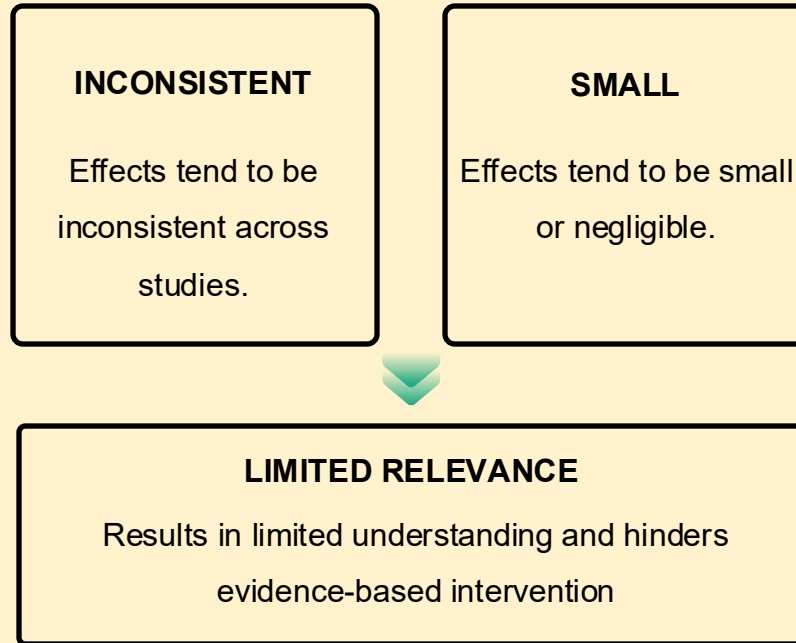 INCONSISTENT
Effects tend to be
inconsistent across
studies.
SMALL
Effects tend to be small
or negligible.
LIMITED RELEVANCE
Results in limited understanding and hinders
evidence-based intervention